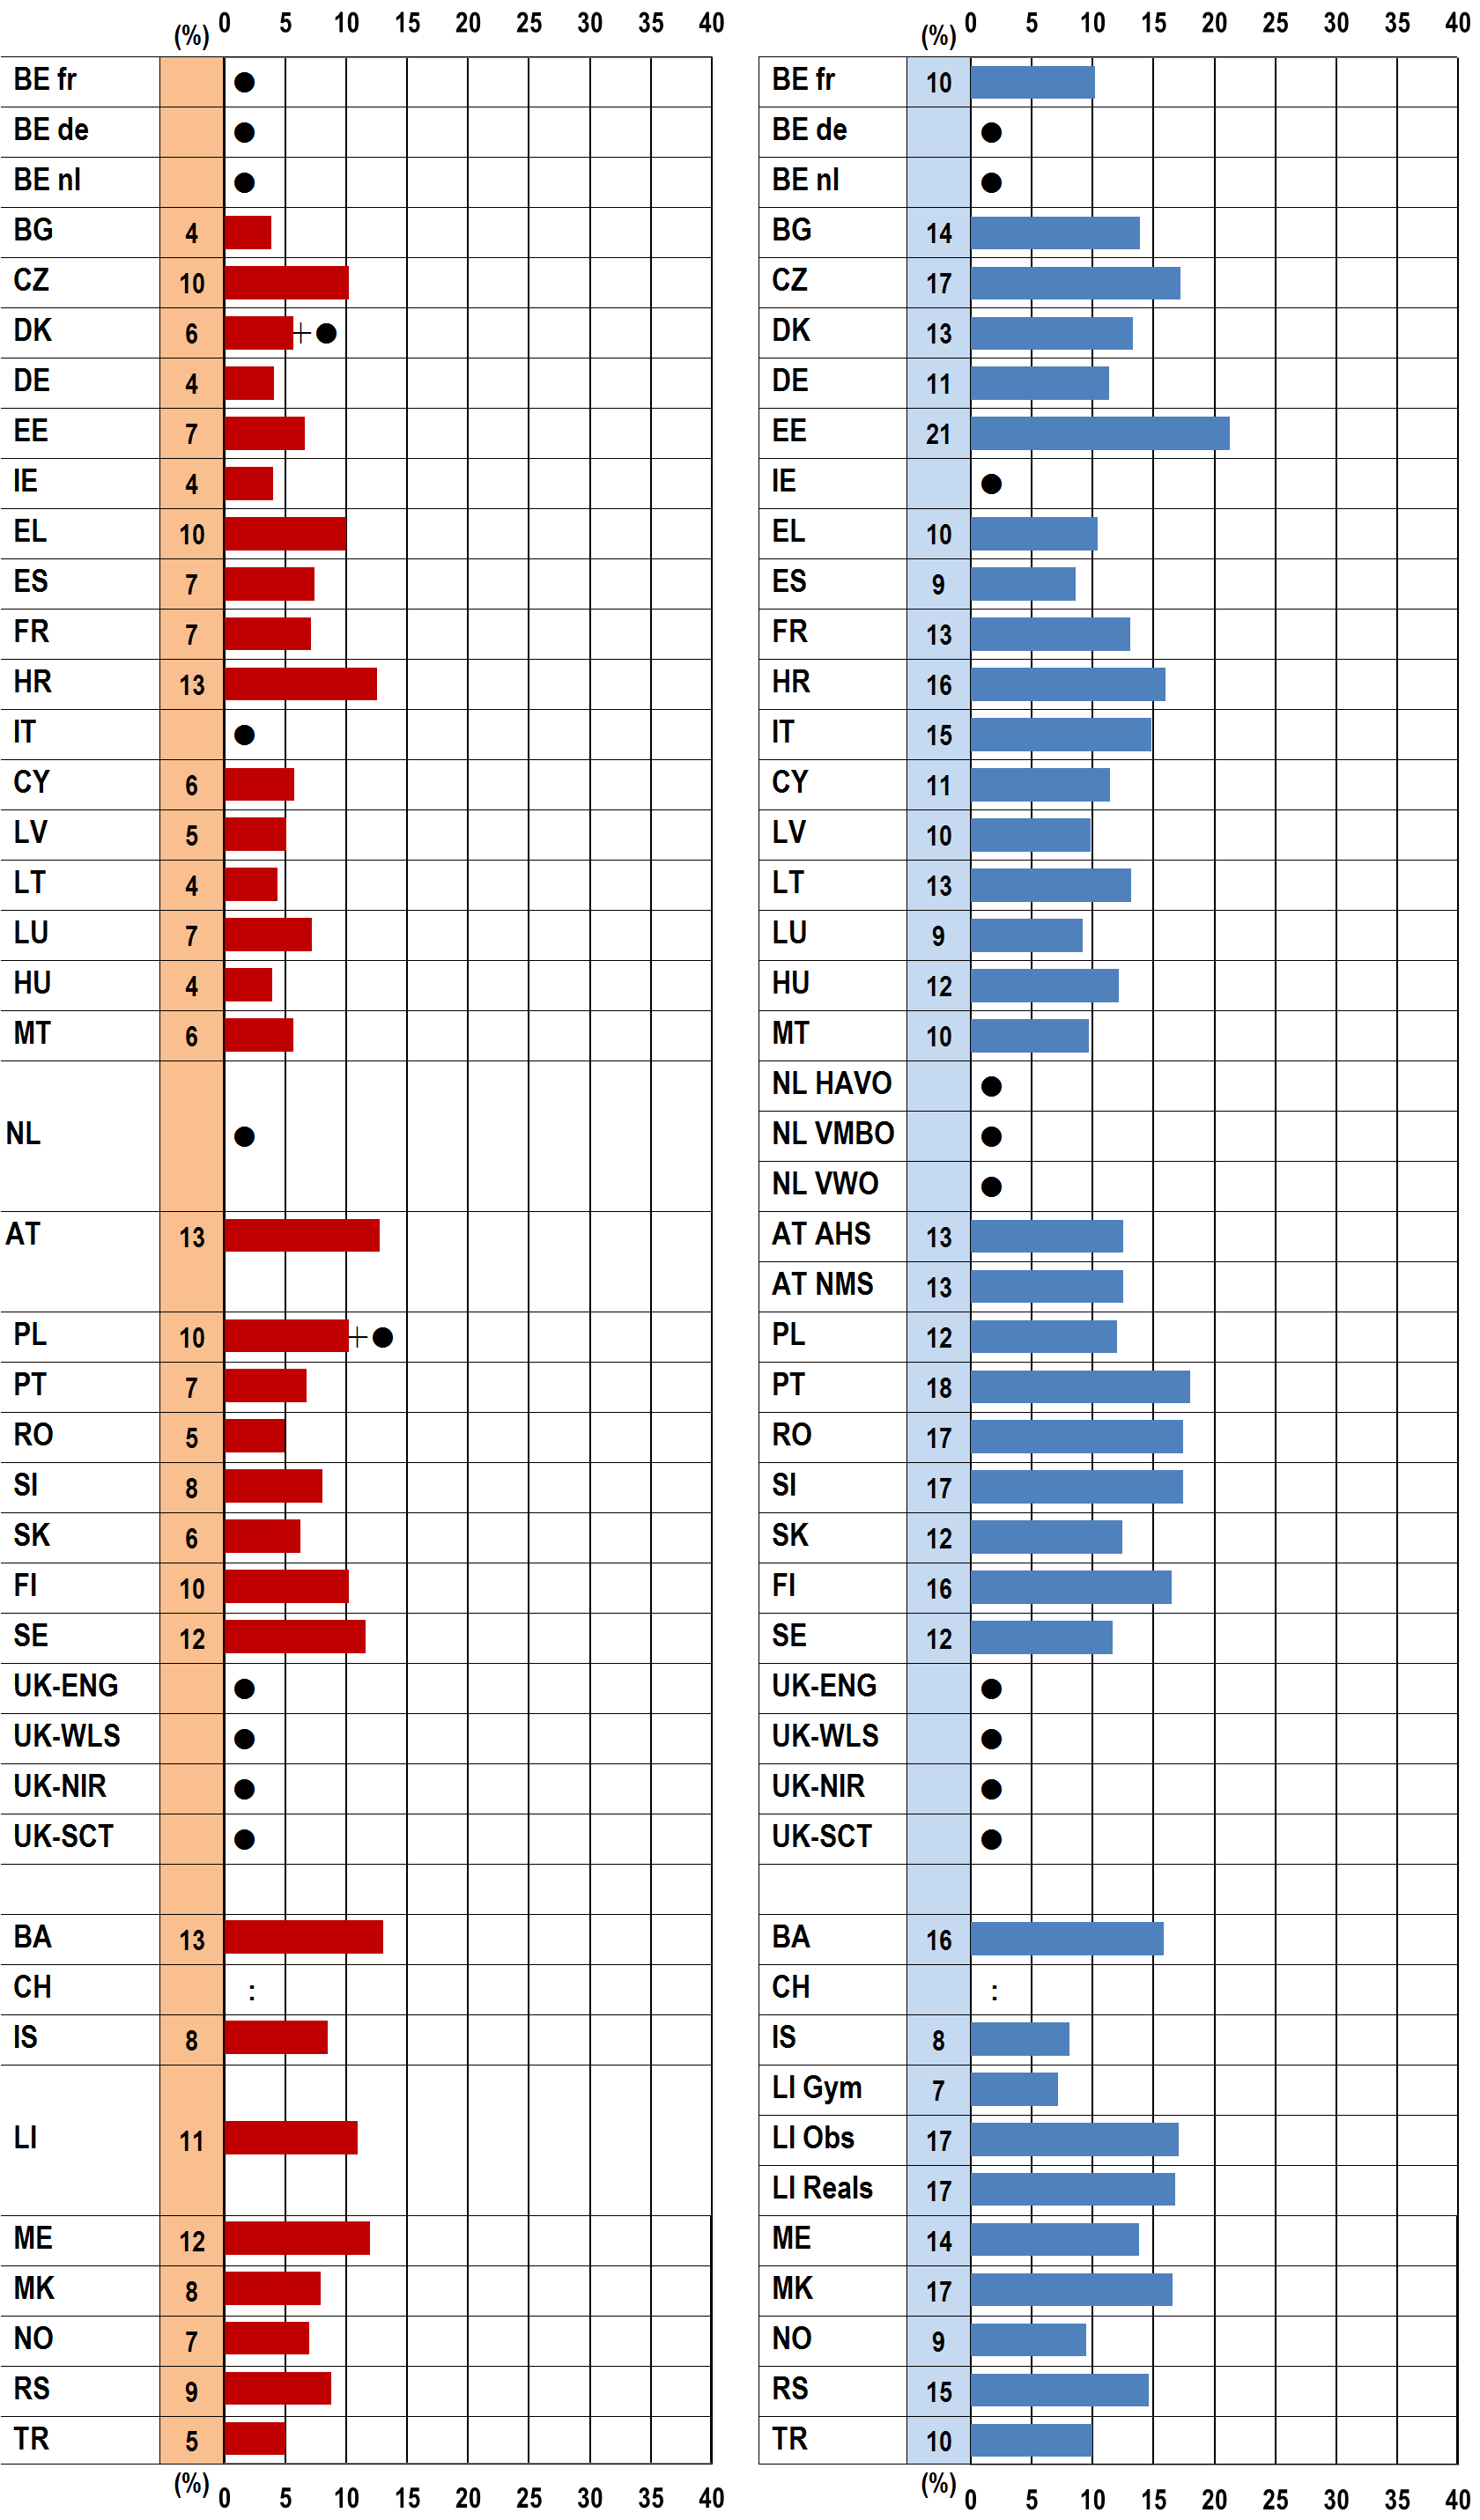 (%) 0 5 10 15 20 25 30 35 40 (%) 0 5 10 15 20 25 30 35 40
BE fr ● BE fr 10
BE de ● BE de ●
BE nl ● BE nl ●
BG 4 BG 14
CZ 10 CZ 17
DK 6 +● DK 13
DE 4 DE 11
EE 7 EE 21
IE 4 IE ●
EL 10 EL 10
ES 7 ES 9
FR 7 FR 13
HR 13 HR 16
IT ● IT 15
CY 6 CY 11
LV 5 LV 10
LT 4 LT 13
LU 7 LU 9
HU 4 HU 12
MT 6 MT 10
NL HAVO ●
NL ● NL VMBO ●
NL VWO ●
AT 13 AT AHS 13
AT NMS 13
PL 10 +● PL 12
PT 7 PT 18
RO 5 RO 17
SI 8 SI 17
SK 6 SK 12
FI 10 FI 16
SE 12 SE 12
UK-ENG ● UK-ENG ●
UK-WLS ● UK-WLS ●
UK-NIR ● UK-NIR ●
UK-SCT ● UK-SCT ●
BA 13 BA 16
CH : CH :
IS 8 IS 8
LI Gym 7
LI 11 LI Obs 17
LI Reals 17
ME 12 ME 14
MK 8 MK 17
NO 7 NO 9
RS 9 RS 15
TR 5 TR 10
(%) 0 5 10 15 20 25 30 35 40 (%) 0 5 10 15 20 25 30 35 40